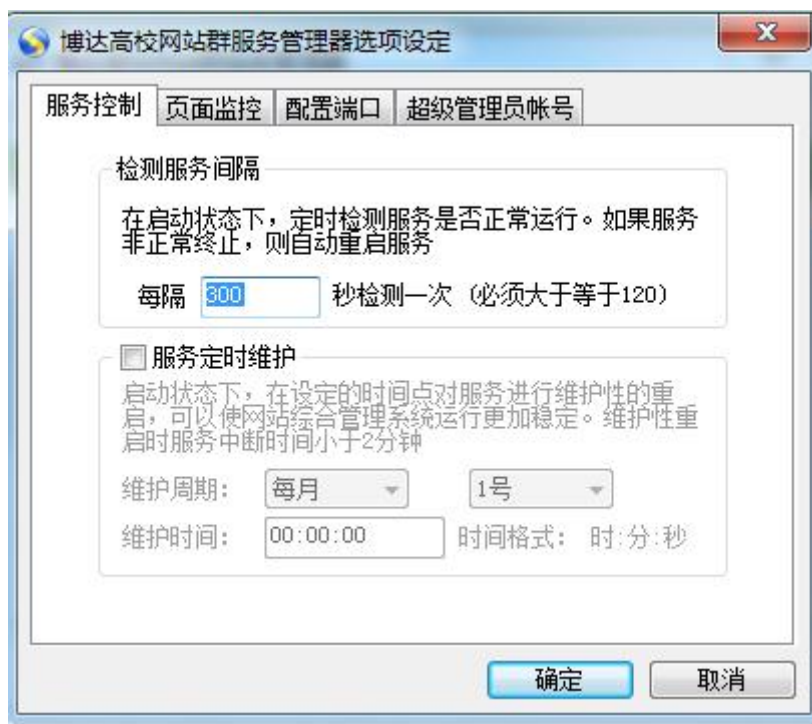 博达高校网站群服务管理器选项设定
服务控制 页面监控 配置端口 超级管理员帐号
检测服务间隔
在启动状态下，定时检测服务是否正常运行。如果服务
非正常终止，则自动重启服务
每隔 300 秒检测一次（必须大于等于120）
服务定时维护
启动状态下，在设定的时间点对服务进行维护性的重
启，可以使网站综合管理系统运行更加稳定。维护性重
启时服务中断时间小于2分钟
维护周期： 每月 1号
维护时间： 00:00:00 时间格式： 时:分:秒
确定 取消